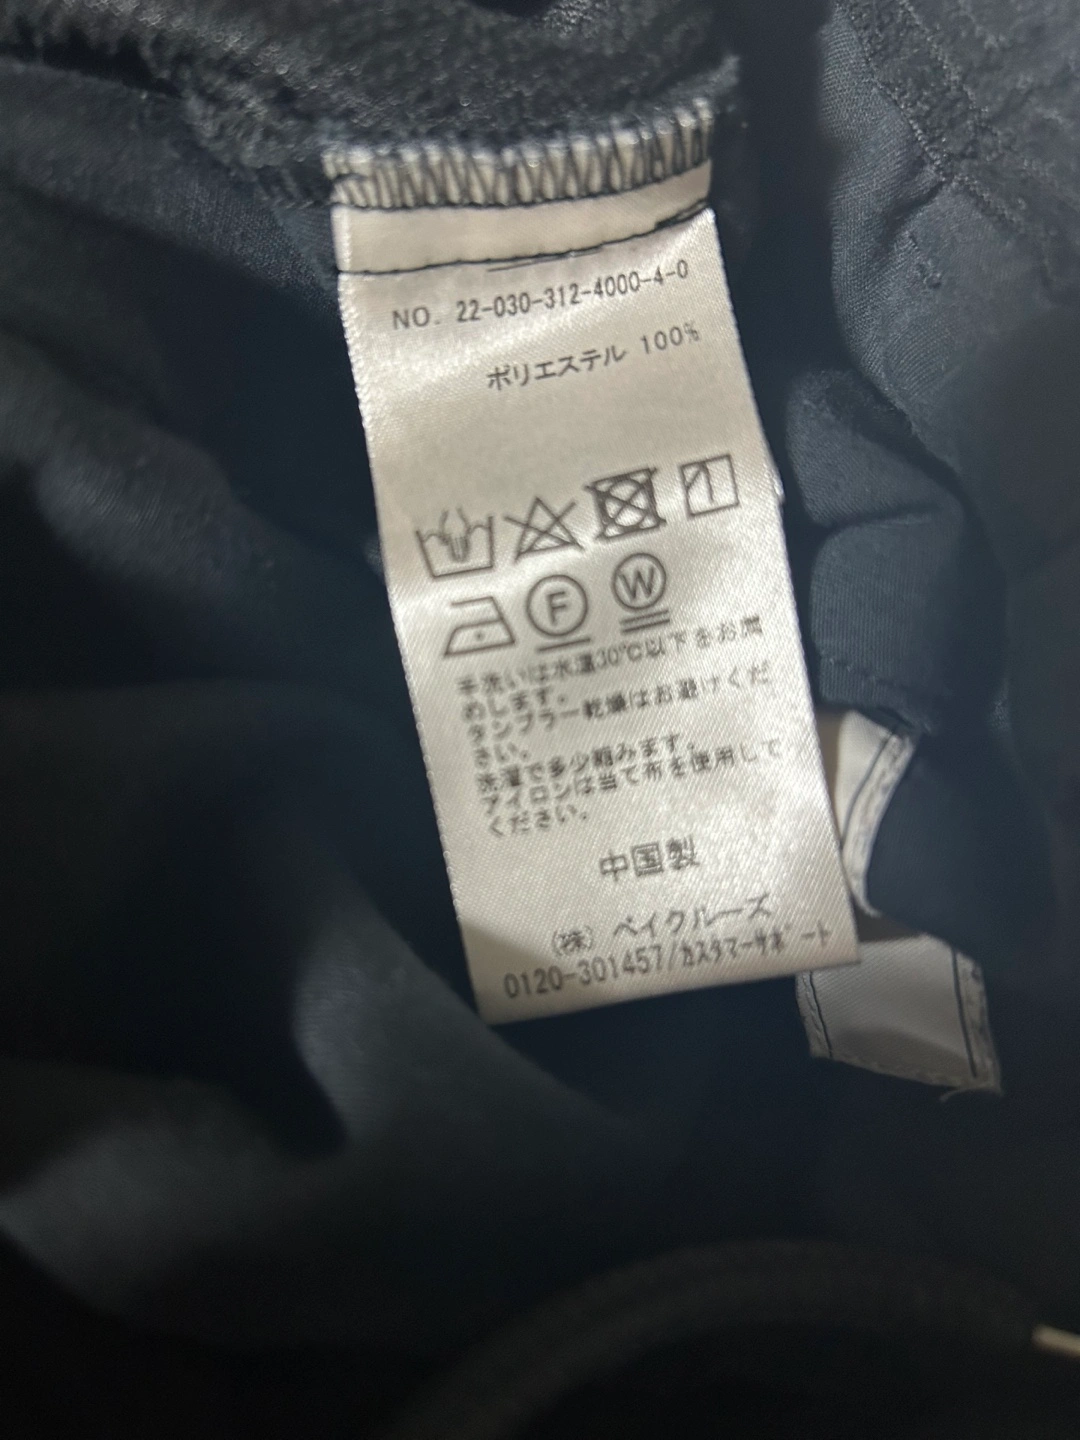 NO. 22-030-312-4000-4-0
ポリエステル 100%
F
W
手洗いは水温30℃以下をお薦
めします。
タンブラー乾燥はお避けくだ
さい。
洗濯で多少縮みます。
アイロンは当て布を使用して
ください。
中国製
(株) ベイクルーズ
0120-301457/カスタマーサポート